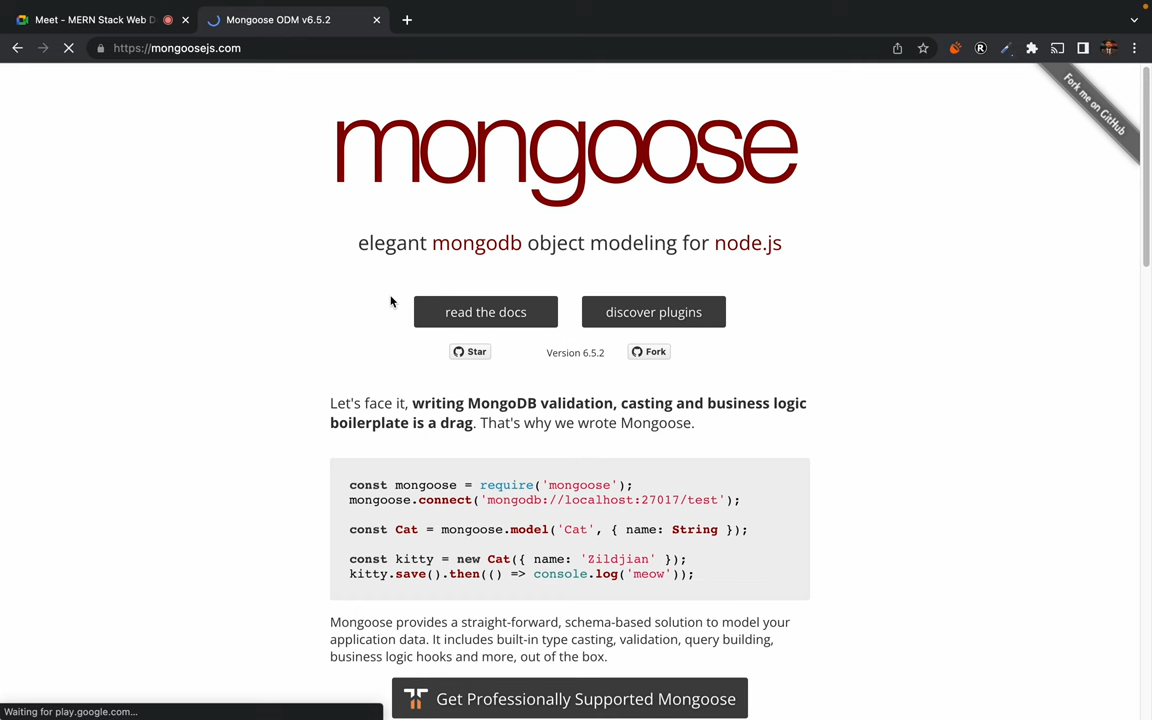 Meet - MERN Stack Web D
Mongoose ODM v6.5.2
https://mongoosejs.com
R
Fork me on GitHub
mongoose
elegant mongodb object modeling for node.js
read the docs
discover plugins
Star
Version 6.5.2
Fork
Let's face it, writing MongoDB validation, casting and business logic
boilerplate is a drag. That's why we wrote Mongoose.
const mongoose = require('mongoose');
mongoose.connect('mongodb://localhost:27017/test');
const Cat = mongoose.model('Cat', { name: String });
const kitty = new Cat({ name: 'Zildjian' });
kitty.save().then(() => console.log('meow'));
Mongoose provides a straight-forward, schema-based solution to model your
application data. It includes built-in type casting, validation, query building,
business logic hooks and more, out of the box.
Get Professionally Supported Mongoose
Waiting for play.google.com...